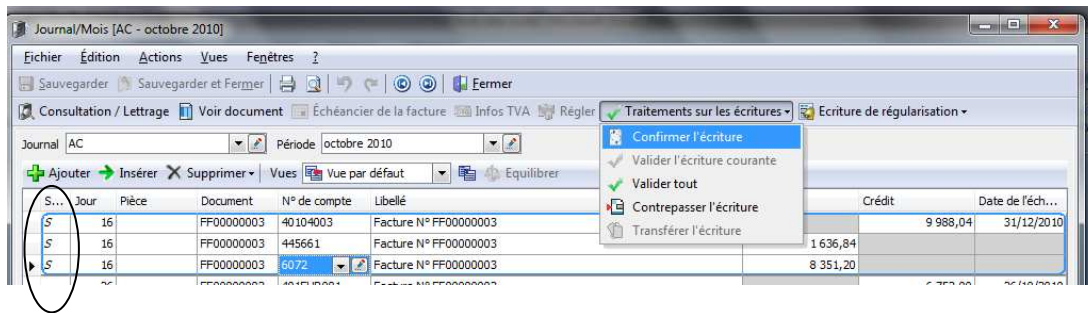 Journal/Mois [AC - octobre 2010]
Fichier Édition Actions Vues Fenêtres ?
Sauvegarder Sauvegarder et Fermer Fermer
Consultation / Lettrage Voir document Échéancier de la facture Infos TVA Régler Traitements sur les écritures Ecriture de régularisation
Journal AC Période octobre 2010 Confirmer l'écriture
Valider l'écriture courante
Ajouter Insérer Supprimer Vues Vue par défaut Équilibrer
Valider tout
S... Jour Pièce Document N° de compte Libellé Contrepasser l'écriture Crédit Date de l'éch...
S 16 FF00000003 40104003 Facture N° FF00000003 9 988,04 31/12/2010
Transférer l'écriture
S 16 FF00000003 445661 Facture N° FF00000003 1 636,84
S 16 FF00000003 6072 Facture N° FF00000003 8 351,20